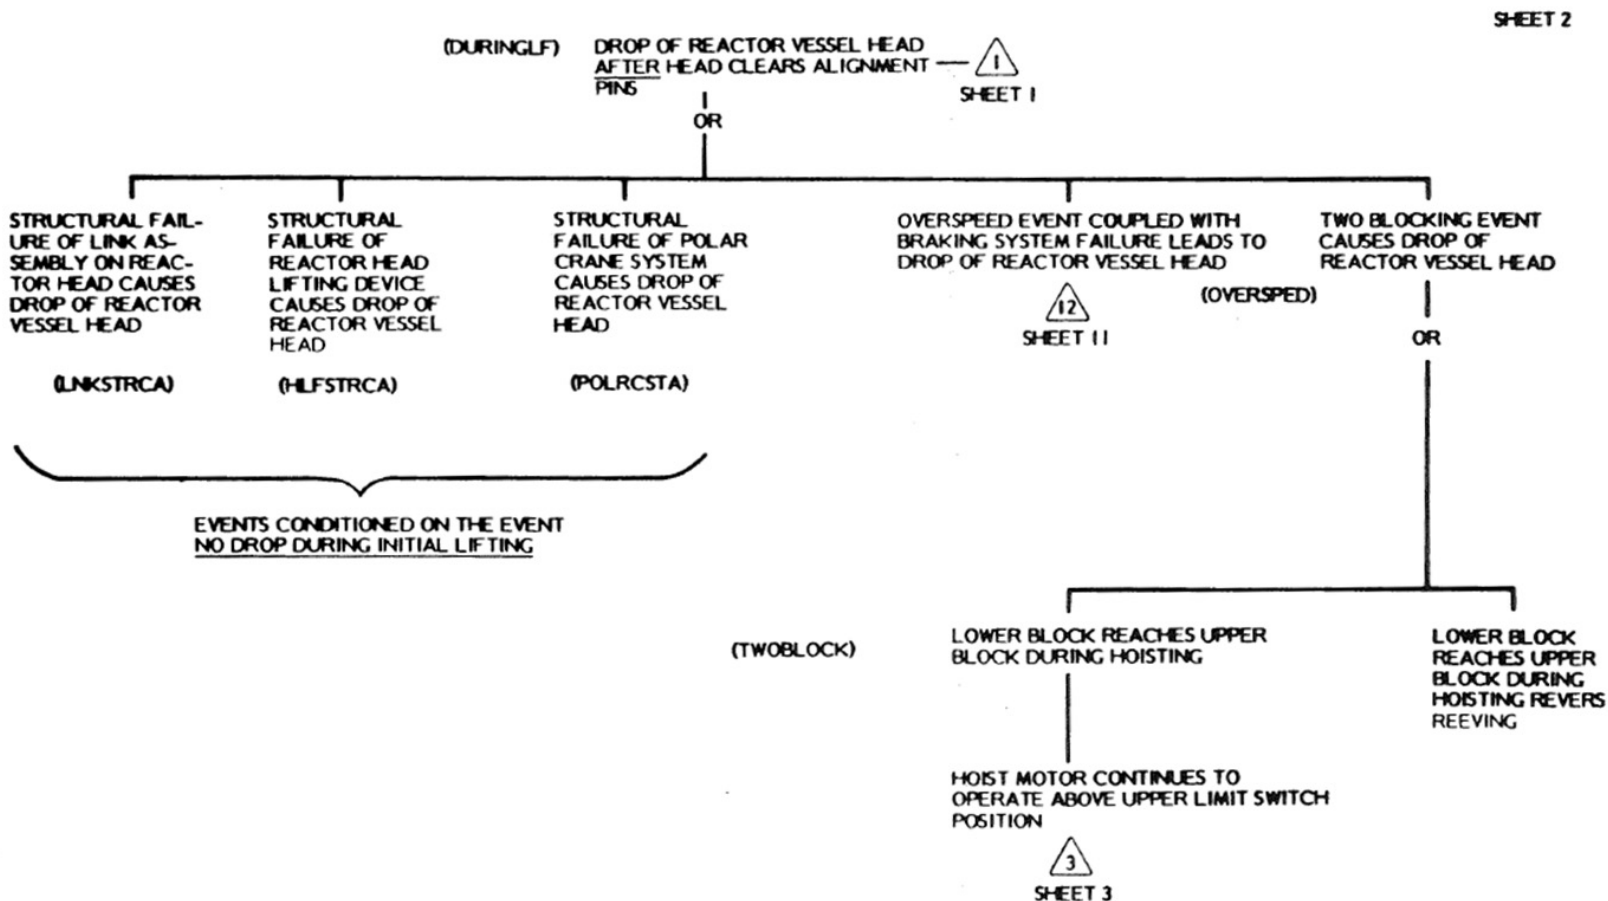 SHEET 2
(DURINGLF)
DROP OF REACTOR VESSEL HEAD
AFTER HEAD CLEARS ALIGNMENT
PINS
1
SHEET 1
OR
STRUCTURAL FAIL-
URE OF LINK AS-
SEMBLY ON REAC-
TOR HEAD CAUSES
DROP OF REACTOR
VESSEL HEAD
(LNKSTRCA)
STRUCTURAL
FAILURE OF
REACTOR HEAD
LIFTING DEVICE
CAUSES DROP OF
REACTOR VESSEL
HEAD
(HLFSTRCA)
STRUCTURAL
FAILURE OF POLAR
CRANE SYSTEM
CAUSES DROP OF
REACTOR VESSEL
HEAD
(POLRCSTA)
OVERSPEED EVENT COUPLED WITH
BRAKING SYSTEM FAILURE LEADS TO
DROP OF REACTOR VESSEL HEAD
(OVERSPED)
12
SHEET 11
TWO BLOCKING EVENT
CAUSES DROP OF
REACTOR VESSEL HEAD
OR
EVENTS CONDITIONED ON THE EVENT
NO DROP DURING INITIAL LIFTING
(TWOBLOCK)
LOWER BLOCK REACHES UPPER
BLOCK DURING HOISTING
LOWER BLOCK
REACHES UPPER
BLOCK DURING
HOISTING REVERS
REEVING
HOIST MOTOR CONTINUES TO
OPERATE ABOVE UPPER LIMIT SWITCH
POSITION
3
SHEET 3